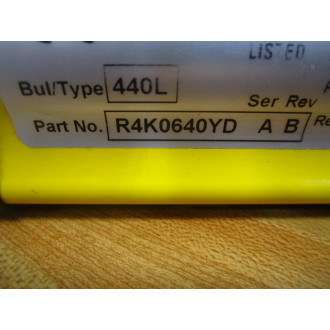 LISTED
Bul/Type 440L
Ser Rev
Part No. R4K0640YD A B